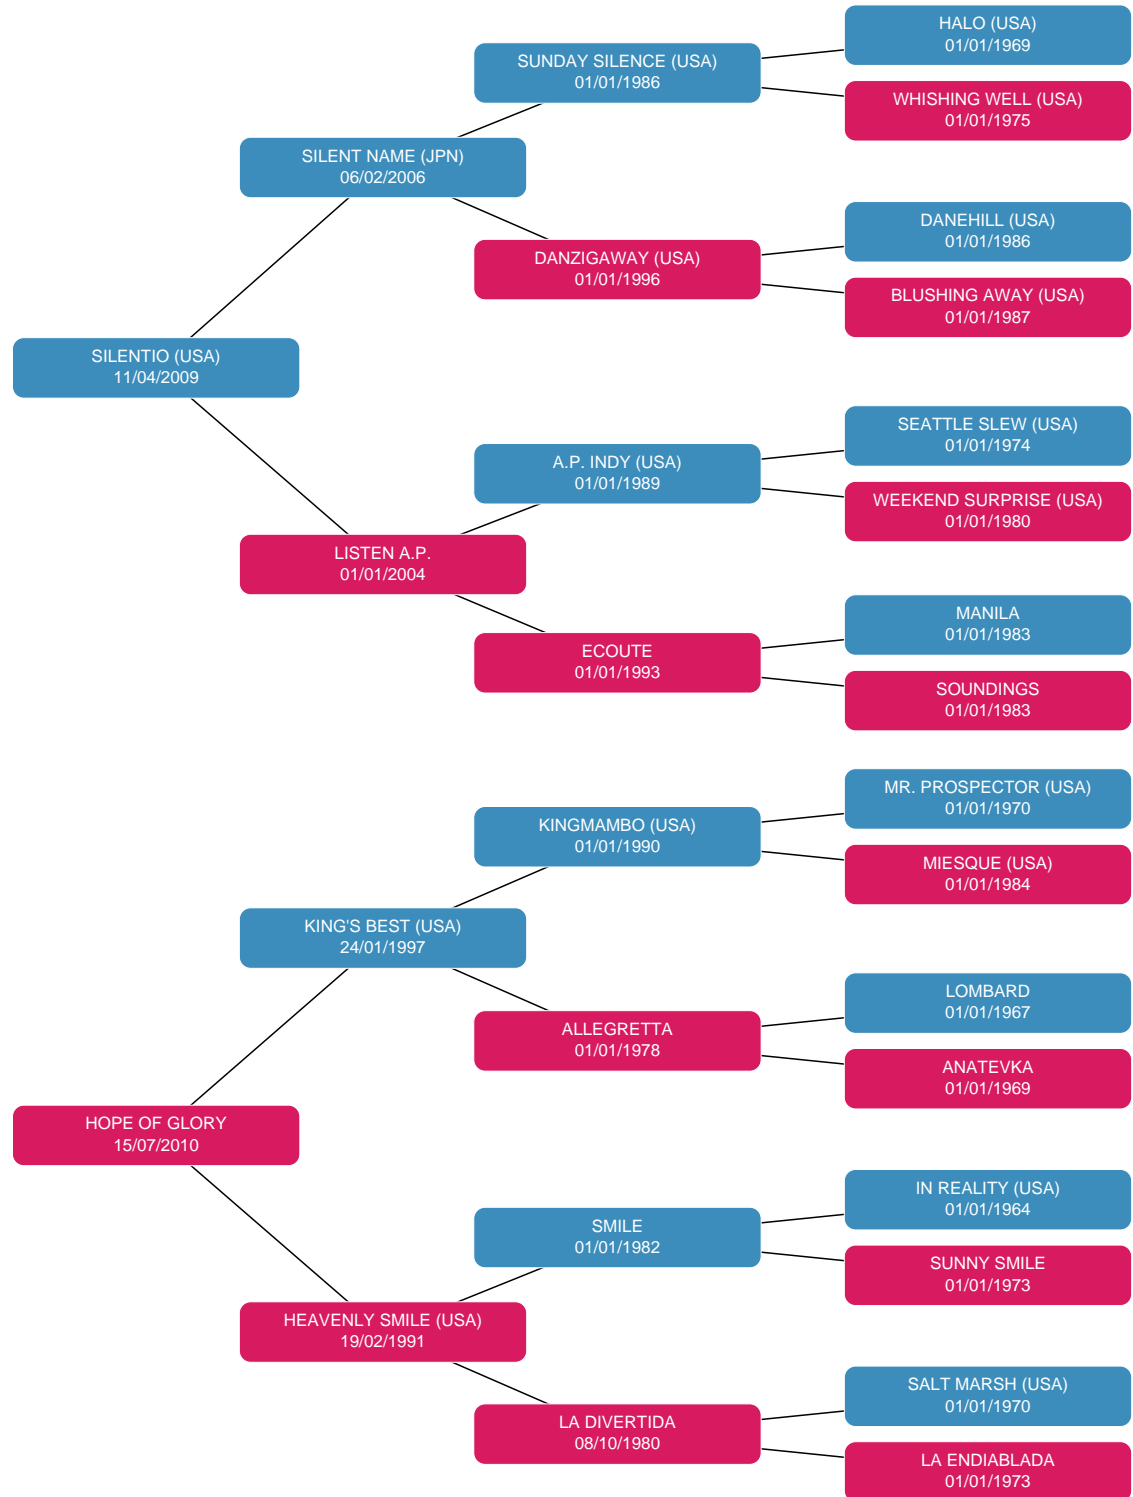 HALO (USA)
01/01/1969
SUNDAY SILENCE (USA)
01/01/1986
WHISHING WELL (USA)
01/01/1975
SILENT NAME (JPN)
06/02/2006
DANEHILL (USA)
01/01/1986
DANZIGAWAY (USA)
01/01/1996
BLUSHING AWAY (USA)
01/01/1987
SILENTIO (USA)
11/04/2009
SEATTLE SLEW (USA)
01/01/1974
A.P. INDY (USA)
01/01/1989
WEEKEND SURPRISE (USA)
01/01/1980
LISTEN A.P.
01/01/2004
MANILA
01/01/1983
ECOUTE
01/01/1993
SOUNDINGS
01/01/1983
MR. PROSPECTOR (USA)
01/01/1970
KINGMAMBO (USA)
01/01/1990
MIESQUE (USA)
01/01/1984
KING'S BEST (USA)
24/01/1997
LOMBARD
01/01/1967
ALLEGRETTA
01/01/1978
ANATEVKA
01/01/1969
HOPE OF GLORY
15/07/2010
IN REALITY (USA)
01/01/1964
SMILE
01/01/1982
SUNNY SMILE
01/01/1973
HEAVENLY SMILE (USA)
19/02/1991
SALT MARSH (USA)
01/01/1970
LA DIVERTIDA
08/10/1980
LA ENDIABLADA
01/01/1973